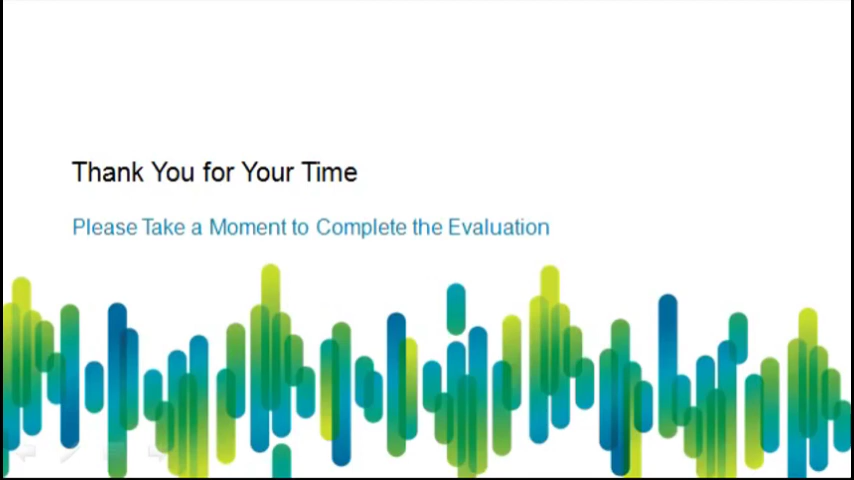 Thank You for Your Time
Please Take a Moment to Complete the Evaluation